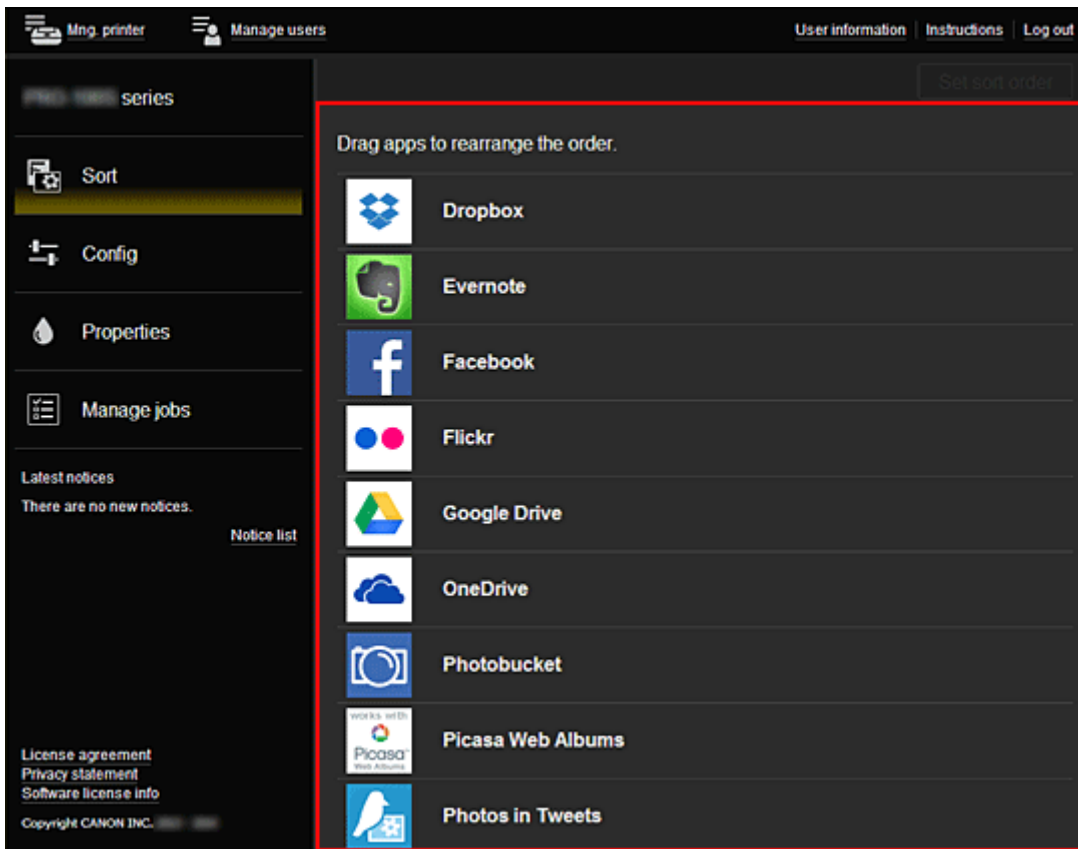 Mng. printer
Manage users
User information
Instructions
Log out
series
Set sort order
Sort
Config
Properties
Manage jobs
Latest notices
There are no new notices.
Notice list
License agreement
Privacy statement
Software license info
Copyright CANON INC.
Drag apps to rearrange the order.
Dropbox
Evernote
f
Facebook
Flickr
Google Drive
OneDrive
Photobucket
works with
Picasa
Web Albums
Picasa Web Albums
Photos in Tweets